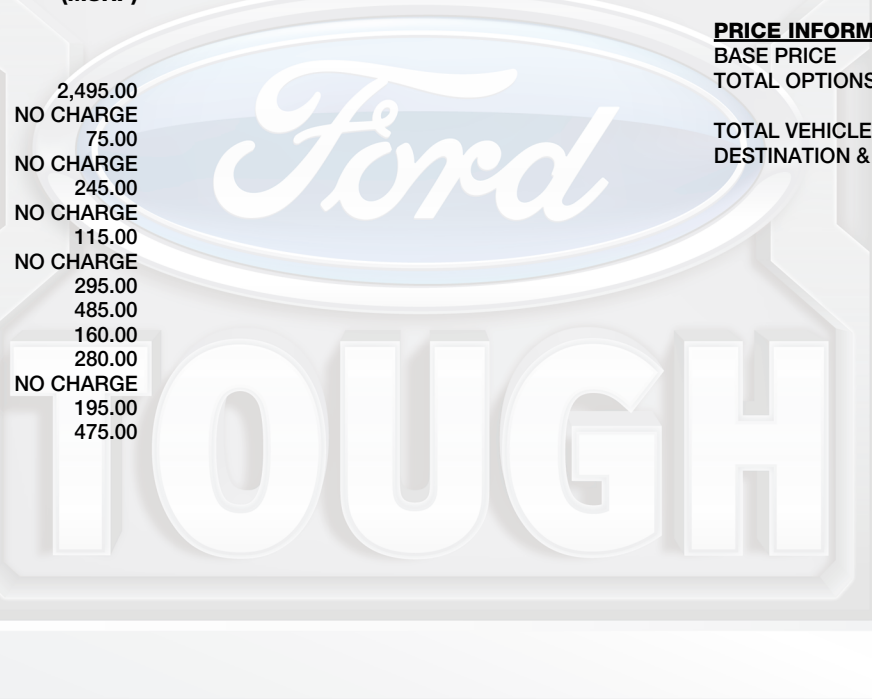 (MSRP)
2,495.00
NO CHARGE
75.00
NO CHARGE
245.00
NO CHARGE
115.00
NO CHARGE
295.00
485.00
160.00
280.00
NO CHARGE
195.00
475.00
PRICE INFORM
BASE PRICE
TOTAL OPTIONS
TOTAL VEHICLE
DESTINATION &
Ford
TOUGH